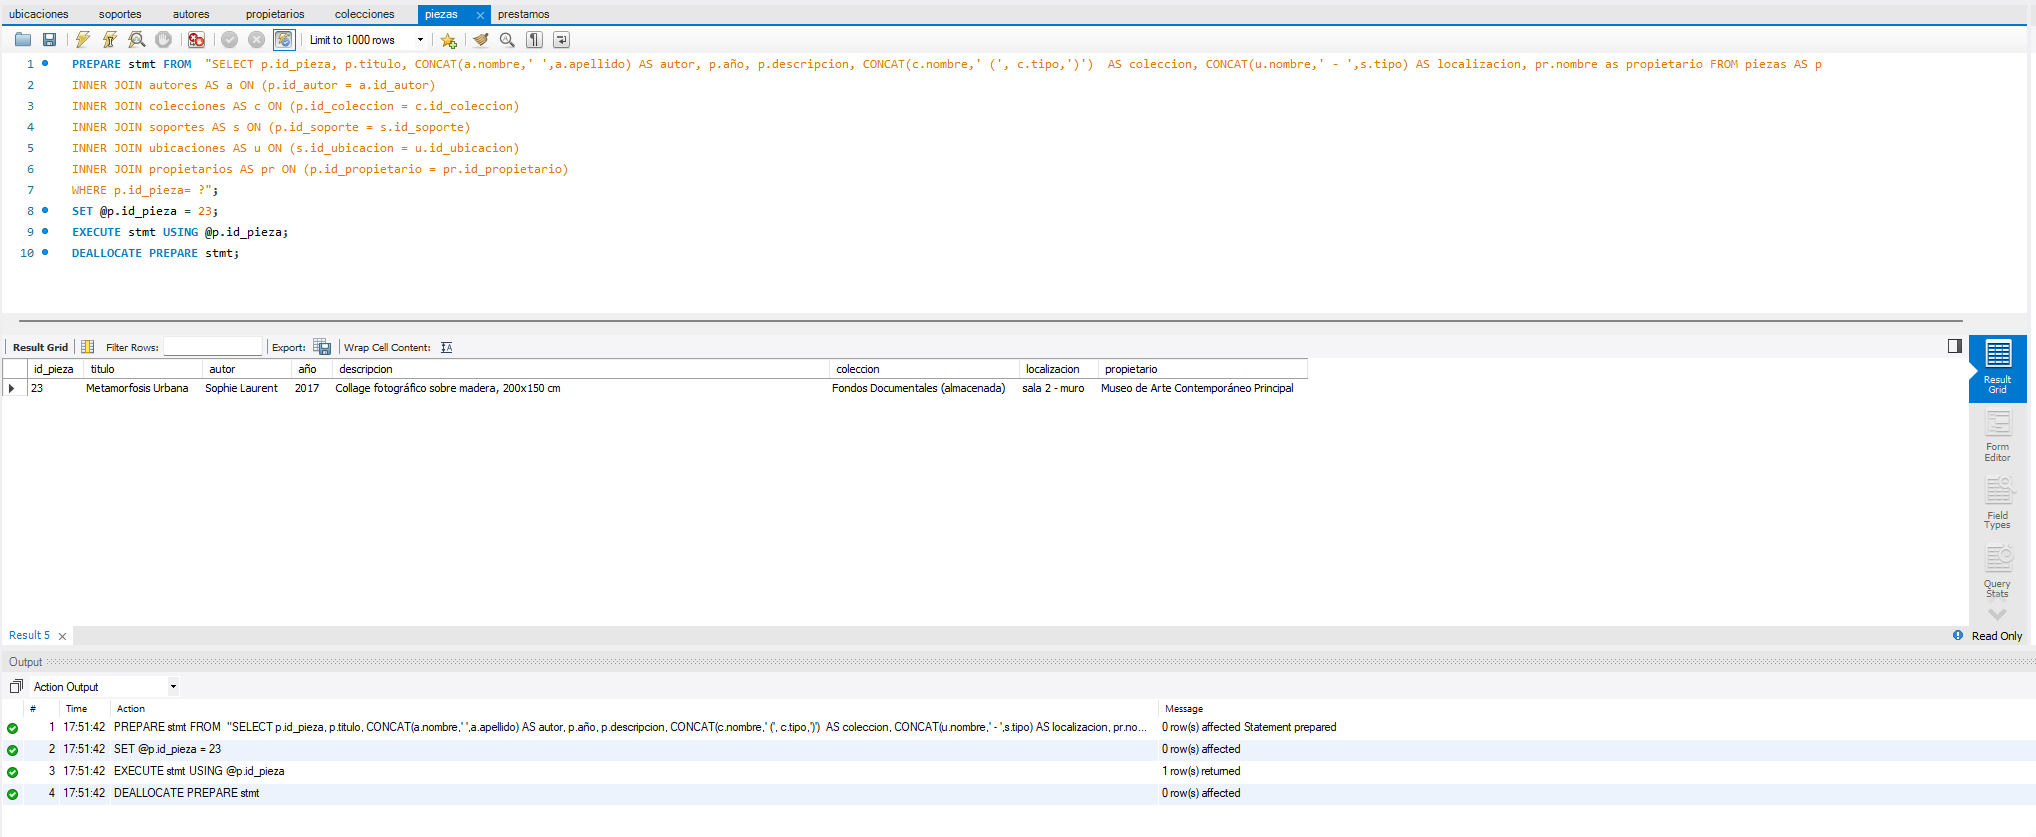 ubicaciones soportes autores propietarios colecciones piezas prestamos
Limit to 1000 rows
1 PREPARE stmt FROM  "SELECT p.id_pieza, p.titulo, CONCAT(a.nombre,' ',a.apellido) AS autor, p.año, p.descripcion, CONCAT(c.nombre,' (', c.tipo,')')  AS coleccion, CONCAT(u.nombre,' - ',s.tipo) AS localizacion, pr.nombre as propietario FROM piezas AS p
2 INNER JOIN autores AS a ON (p.id_autor = a.id_autor)
3 INNER JOIN colecciones AS c ON (p.id_coleccion = c.id_coleccion)
4 INNER JOIN soportes AS s ON (p.id_soporte = s.id_soporte)
5 INNER JOIN ubicaciones AS u ON (s.id_ubicacion = u.id_ubicacion)
6 INNER JOIN propietarios AS pr ON (p.id_propietario = pr.id_propietario)
7 WHERE p.id_pieza= ?";
8 SET @p.id_pieza = 23;
9 EXECUTE stmt USING @p.id_pieza;
10 DEALLOCATE PREPARE stmt;
Result Grid Filter Rows: Export: Wrap Cell Content:
id_pieza titulo autor año descripcion coleccion localizacion propietario
23 Metamorfosis Urbana Sophie Laurent 2017 Collage fotográfico sobre madera, 200x150 cm Fondos Documentales (almacenada) sala 2 - muro Museo de Arte Contemporáneo Principal
Result
Grid
Form
Editor
Field
Types
Query
Stats
Result 5 Read Only
Output
Action Output
# Time Action Message
1 17:51:42 PREPARE stmt FROM  "SELECT p.id_pieza, p.titulo, CONCAT(a.nombre,' ',a.apellido) AS autor, p.año, p.descripcion, CONCAT(c.nombre,' (', c.tipo,')')  AS coleccion, CONCAT(u.nombre,' - ',s.tipo) AS localizacion, pr.no... 0 row(s) affected Statement prepared
2 17:51:42 SET @p.id_pieza = 23 0 row(s) affected
3 17:51:42 EXECUTE stmt USING @p.id_pieza 1 row(s) returned
4 17:51:42 DEALLOCATE PREPARE stmt 0 row(s) affected